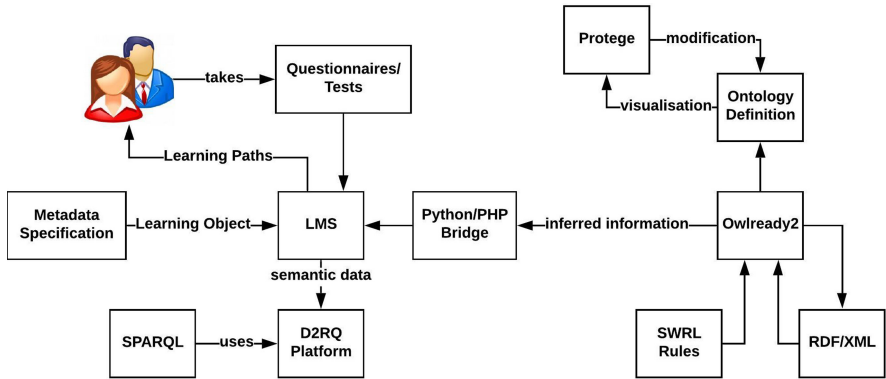 Protege
modification
takes
Questionnaires/
Tests
visualisation
Ontology
Definition
Learning Paths
Metadata
Specification
Learning Object
LMS
Python/PHP
Bridge
inferred information
Owlready2
semantic data
SPARQL
uses
D2RQ
Platform
SWRL
Rules
RDF/XML